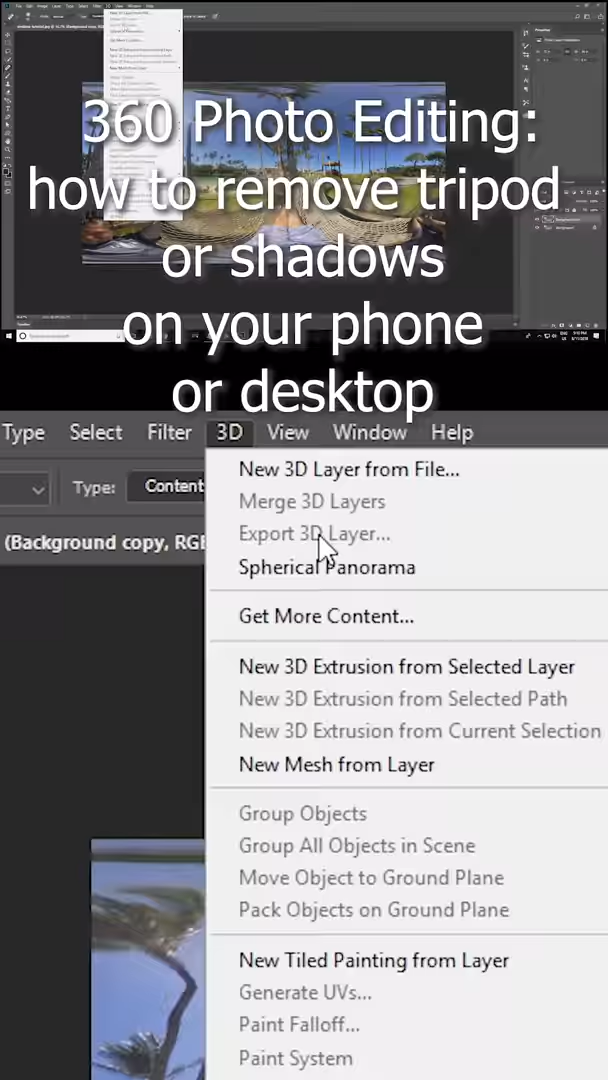 360 Photo Editing:
how to remove tripod
or shadows
on your phone
or desktop
Type Select Filter 3D View Window Help
Type: Content
(Background copy, RGB
New 3D Layer from File...
Merge 3D Layers
Export 3D Layer...
Spherical Panorama
Get More Content...
New 3D Extrusion from Selected Layer
New 3D Extrusion from Selected Path
New 3D Extrusion from Current Selection
New Mesh from Layer
Group Objects
Group All Objects in Scene
Move Object to Ground Plane
Pack Objects on Ground Plane
New Tiled Painting from Layer
Generate UVs...
Paint Falloff...
Paint System